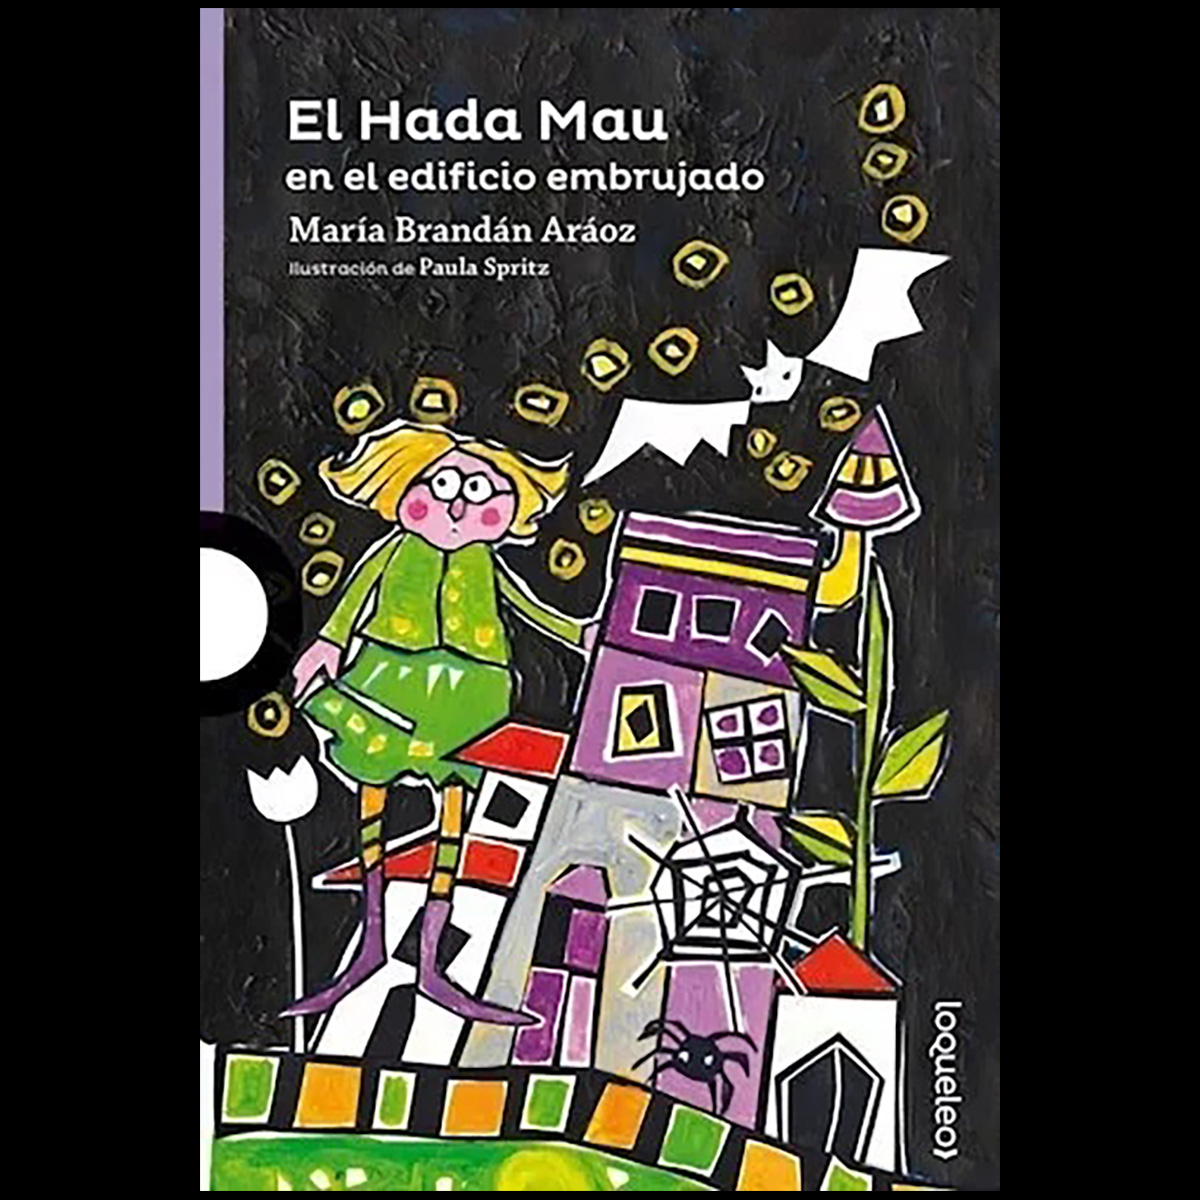 El Hada Mau
en el edificio embrujado
María Brandán Aráoz
Ilustración de Paula Spritz
loqueleo